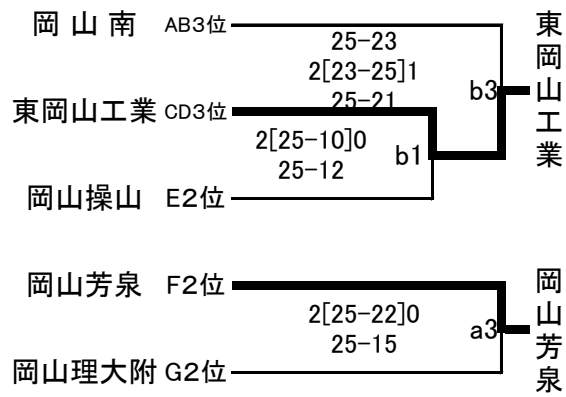 岡山南 AB3位
25-23
2[23-25]1
25-21
b3
東岡山工業
東岡山工業 CD3位
2[25-10]0
25-12
b1
岡山操山 E2位
岡山芳泉 F2位
2[25-22]0
25-15
a3
岡山芳泉
岡山理大附 G2位